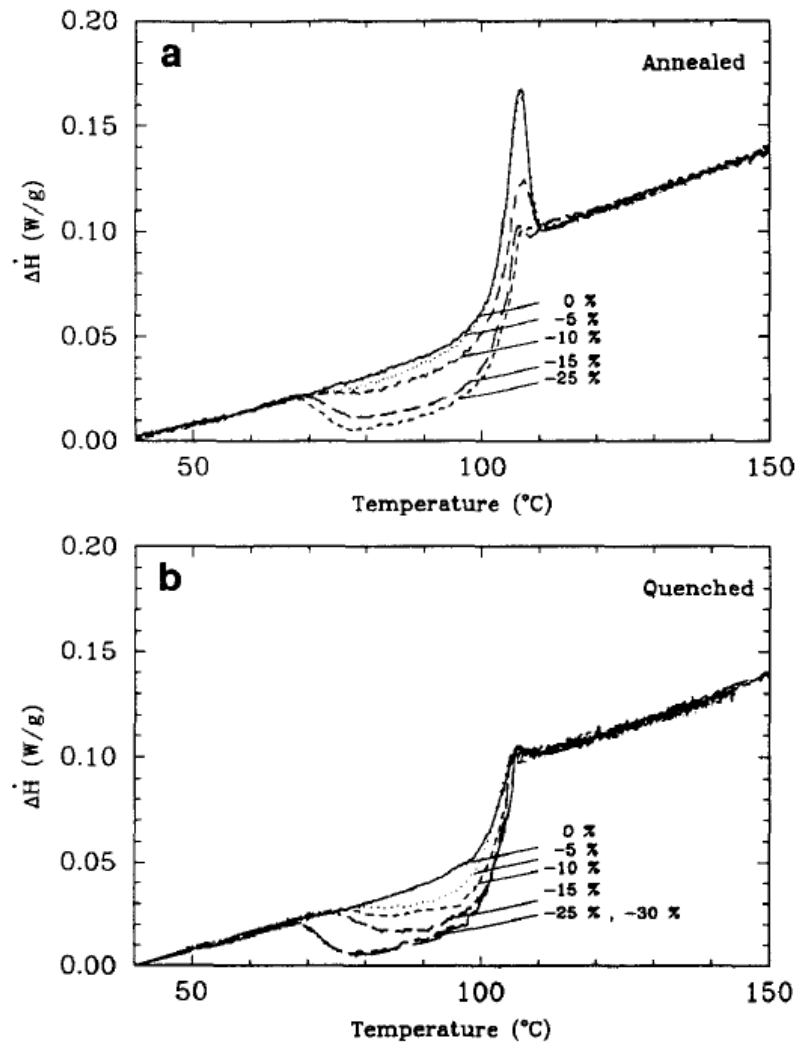 a
Annealed
0.20
0.15
0.10
0.05
0.00
ΔḢ (W/g)
0 %
-5 %
-10 %
-15 %
-25 %
50
100
150
Temperature (°C)
b
Quenched
0.20
0.15
0.10
0.05
0.00
ΔḢ (W/g)
0 %
-5 %
-10 %
-15 %
-25 % , -30 %
50
100
150
Temperature (°C)